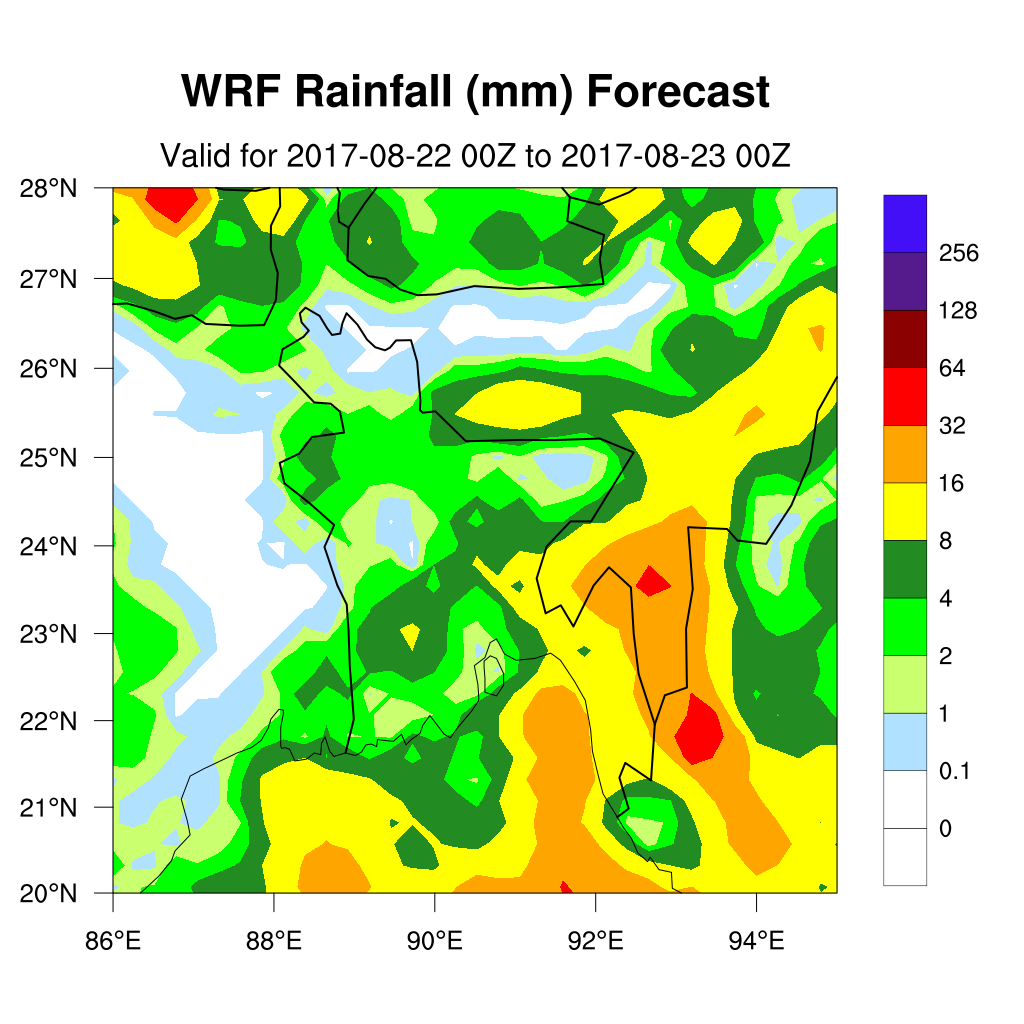 WRF Rainfall (mm) Forecast
Valid for 2017-08-22 00Z to 2017-08-23 00Z
28°N
27°N
26°N
25°N
24°N
23°N
22°N
21°N
20°N
86°E 88°E 90°E 92°E 94°E
256
128
64
32
16
8
4
2
1
0.1
0